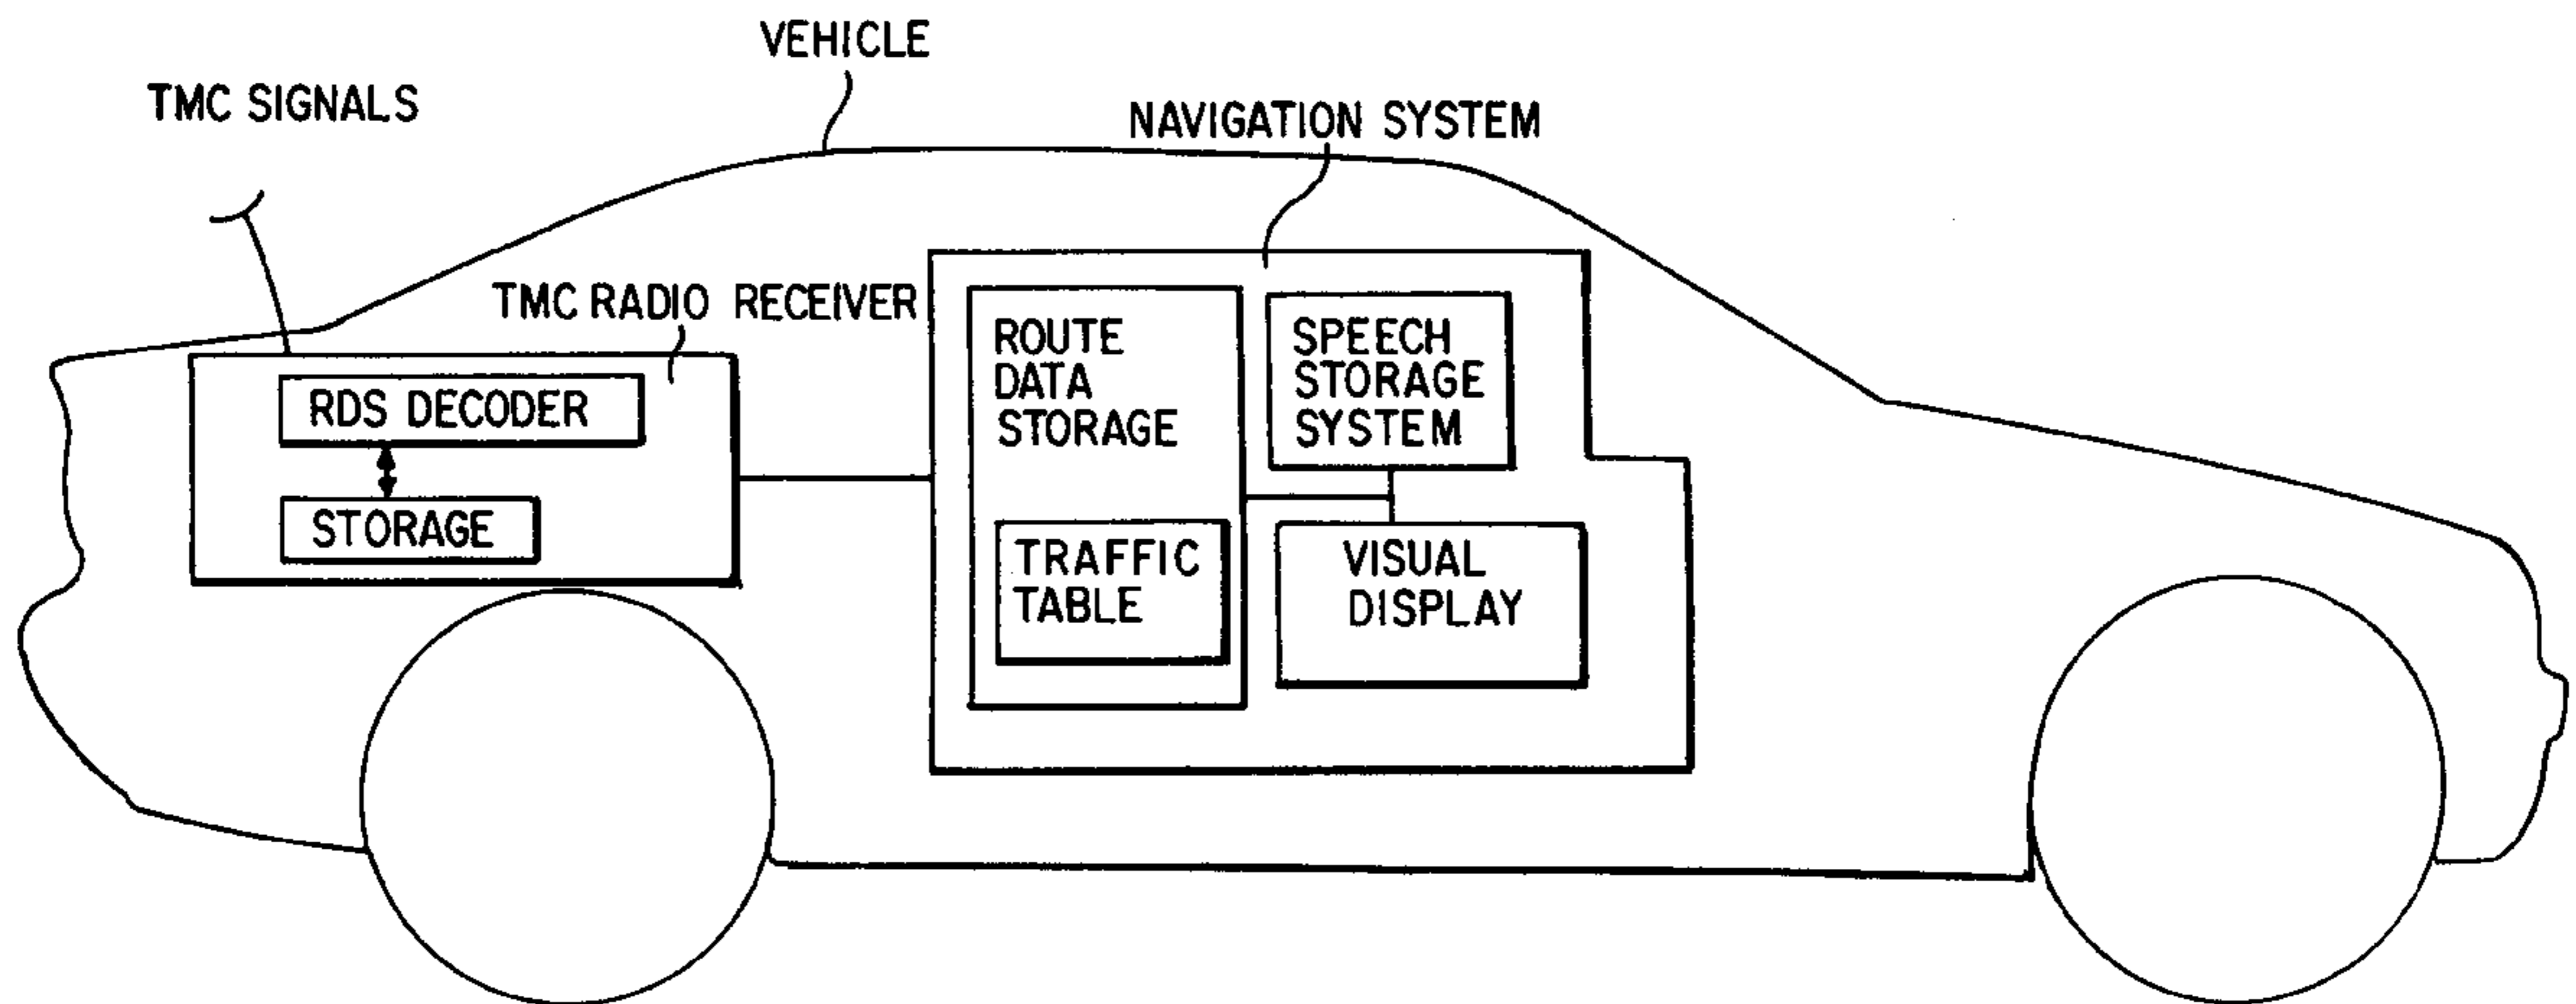 VEHICLE
TMC SIGNALS
NAVIGATION SYSTEM
TMC RADIO RECEIVER
RDS DECODER
STORAGE
ROUTE
DATA
STORAGE
TRAFFIC
TABLE
SPEECH
STORAGE
SYSTEM
VISUAL
DISPLAY